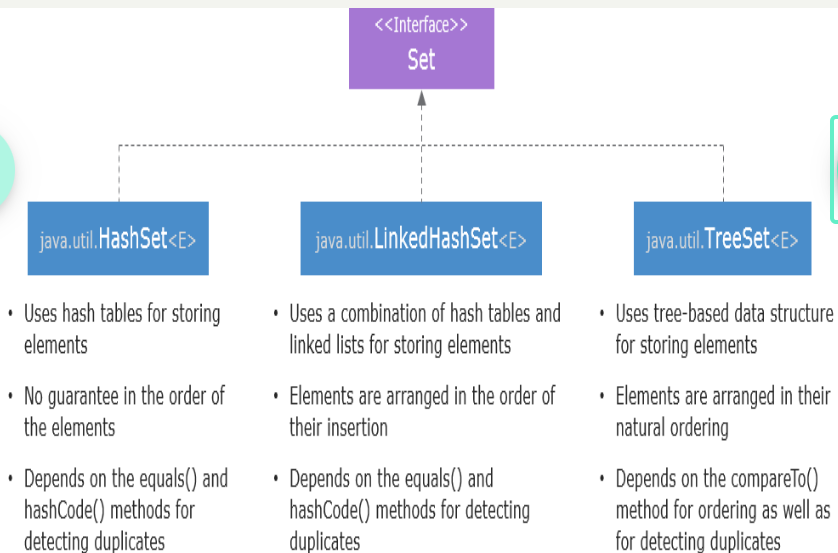 <<Interface>>
Set
java.util.HashSet<E>
java.util.LinkedHashSet<E>
java.util.TreeSet<E>
• Uses hash tables for storing
elements
• No guarantee in the order of
the elements
• Depends on the equals() and
hashCode() methods for
detecting duplicates
• Uses a combination of hash tables and
linked lists for storing elements
• Elements are arranged in the order of
their insertion
• Depends on the equals() and
hashCode() methods for detecting
duplicates
• Uses tree-based data structure
for storing elements
• Elements are arranged in their
natural ordering
• Depends on the compareTo()
method for ordering as well as
for detecting duplicates